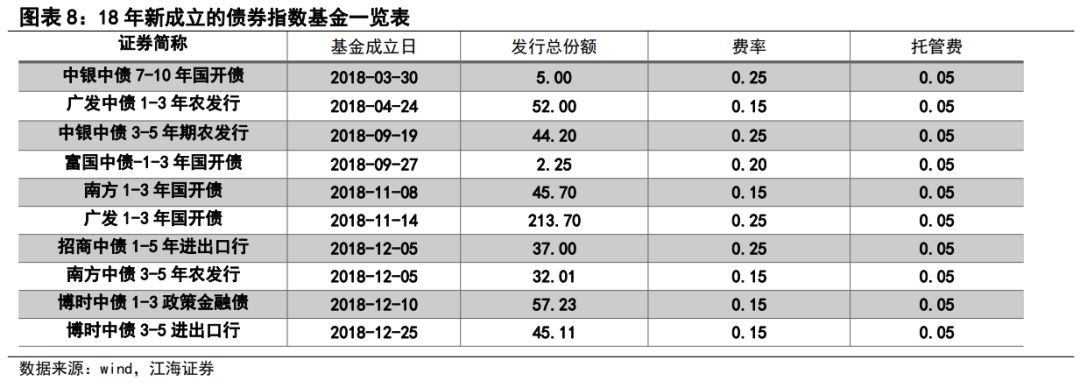 图表 8：18 年新成立的债券指数基金一览表
证券简称 基金成立日 发行总份额 费率 托管费
中银中债 7-10 年国开债 2018-03-30 5.00 0.25 0.05
广发中债 1-3 年农发行 2018-04-24 52.00 0.15 0.05
中银中债 3-5 年期农发行 2018-09-19 44.20 0.25 0.05
富国中债-1-3 年国开债 2018-09-27 2.25 0.20 0.05
南方 1-3 年国开债 2018-11-08 45.70 0.15 0.05
广发 1-3 年国开债 2018-11-14 213.70 0.25 0.05
招商中债 1-5 年进出口行 2018-12-05 37.00 0.25 0.05
南方中债 3-5 年农发行 2018-12-05 32.01 0.15 0.05
博时中债 1-3 政策金融债 2018-12-10 57.23 0.15 0.05
博时中债 3-5 进出口行 2018-12-25 45.11 0.15 0.05
数据来源：wind，江海证券